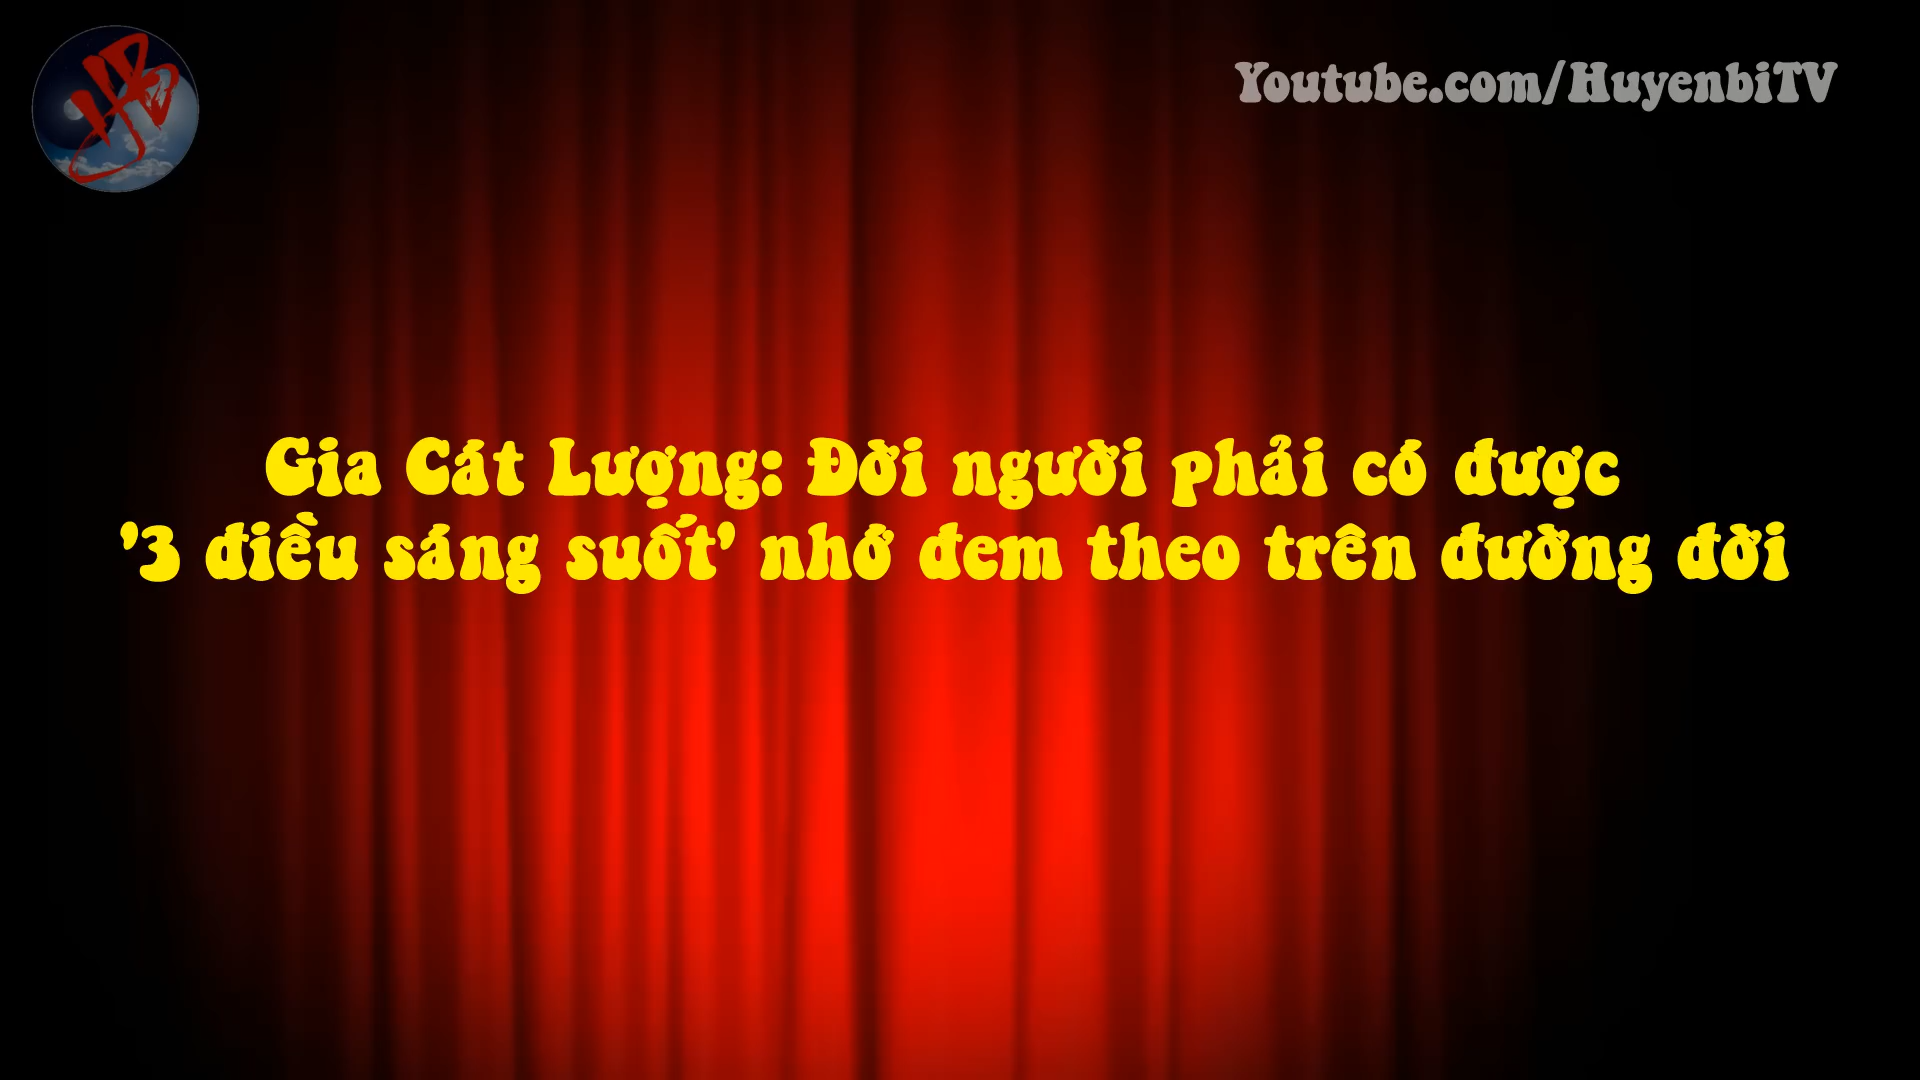 Youtube.com/HuyenbiTV
Gia Cát Lượng: Đời người phải có được
'3 điều sáng suốt' nhớ đem theo trên đường đời